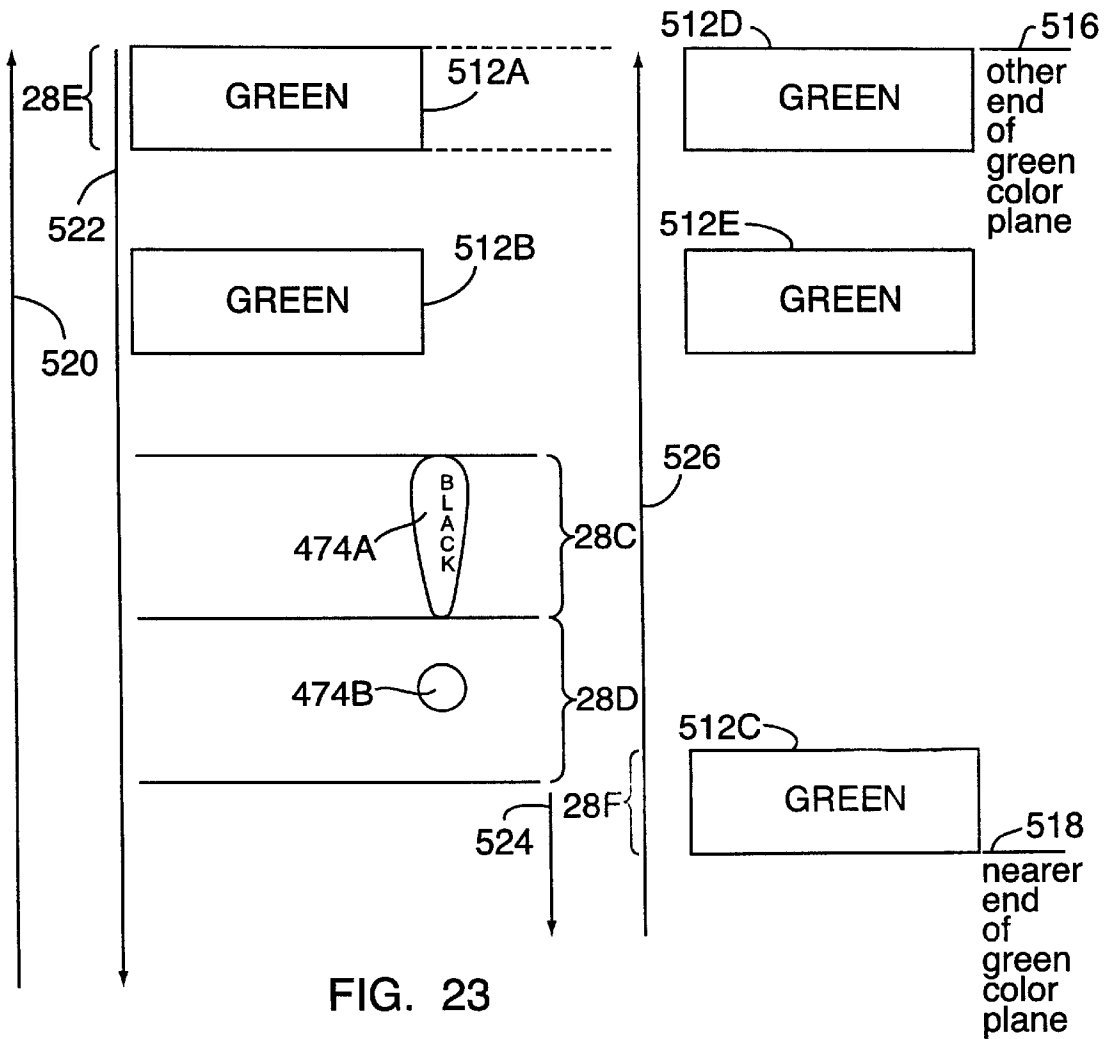 512D
516
28E
GREEN
512A
GREEN
other
end
of
green
color
plane
522
512B
512E
GREEN
GREEN
520
526
BLACK
474A
28C
474B
28D
512C
28F
GREEN
524
518
nearer
end
of
green
color
plane
FIG. 23